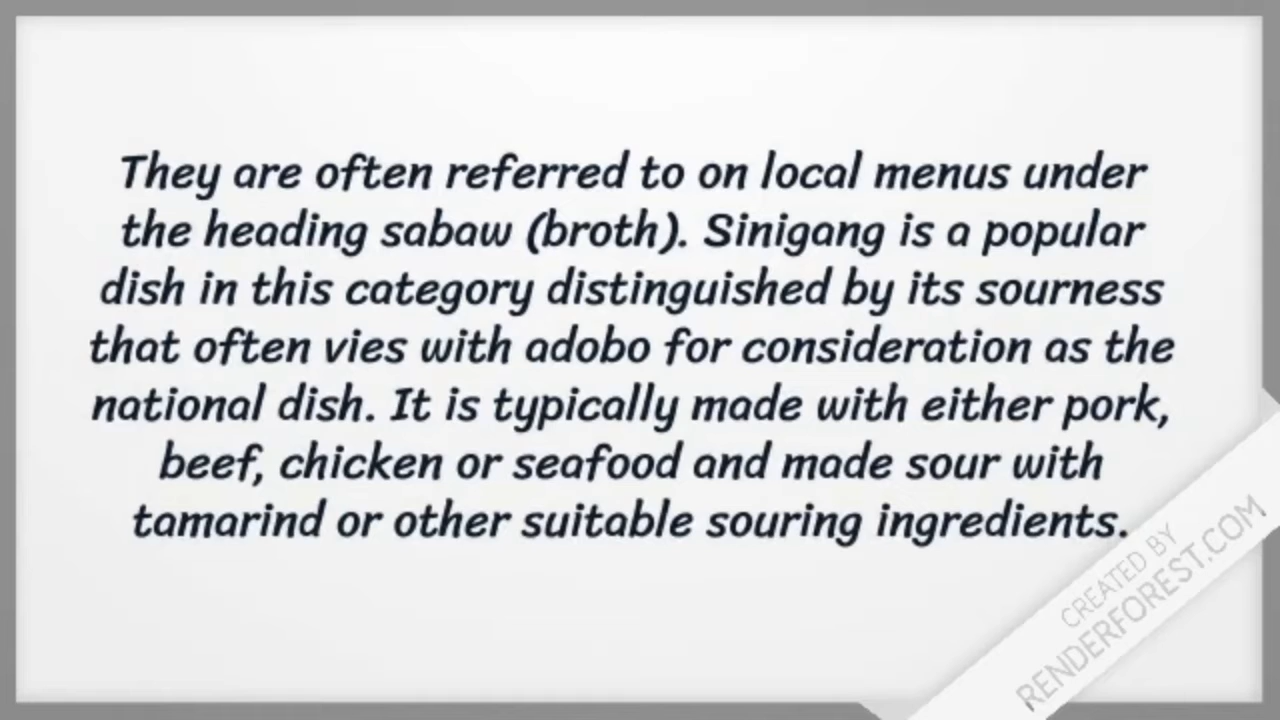 They are often referred to on local menus under
the heading sabaw (broth). Sinigang is a popular
dish in this category distinguished by its sourness
that often vies with adobo for consideration as the
national dish. It is typically made with either pork,
beef, chicken or seafood and made sour with
tamarind or other suitable souring ingredients.
CREATED BY
RENDERFOREST.COM